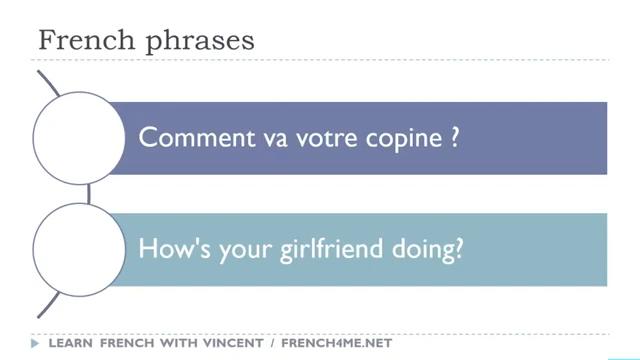 French phrases
Comment va votre copine ?
How's your girlfriend doing?
LEARN FRENCH WITH VINCENT / FRENCH4ME.NET